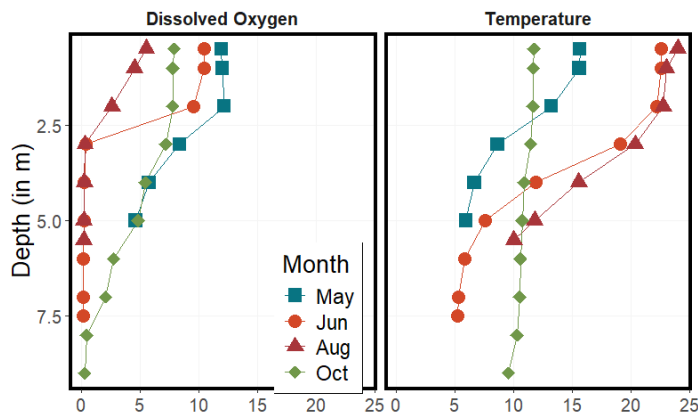 Dissolved Oxygen
Temperature
Depth (in m)
2.5
5.0
7.5
Month
May
Jun
Aug
Oct
0 5 10 15 20 25
0 5 10 15 20 25